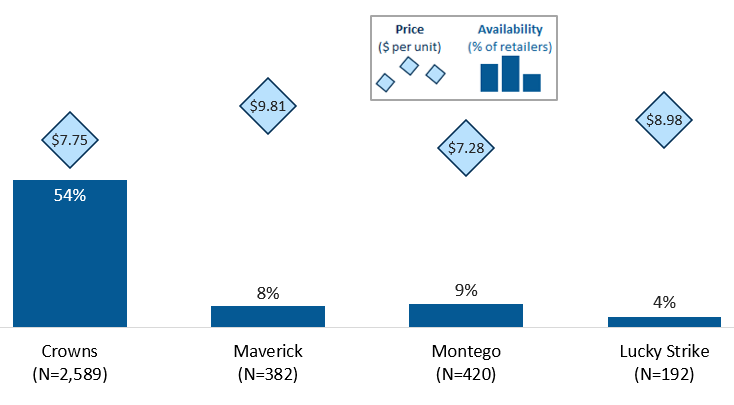 Price
($ per unit)
Availability
(% of retailers)
$7.75
$9.81
$7.28
$8.98
54%
8%
9%
4%
Crowns
(N=2,589)
Maverick
(N=382)
Montego
(N=420)
Lucky Strike
(N=192)